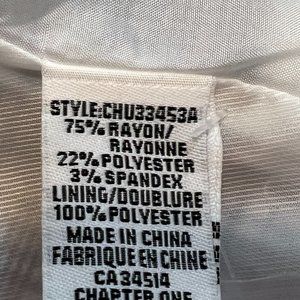 STYLE:CHU33453A
75% RAYON/
RAYONNE
22% POLYESTER
3% SPANDEX
LINING/DOUBLURE
100% POLYESTER
MADE IN CHINA
FABRIQUE EN CHINE
CA 34514
CHAPTER ONE